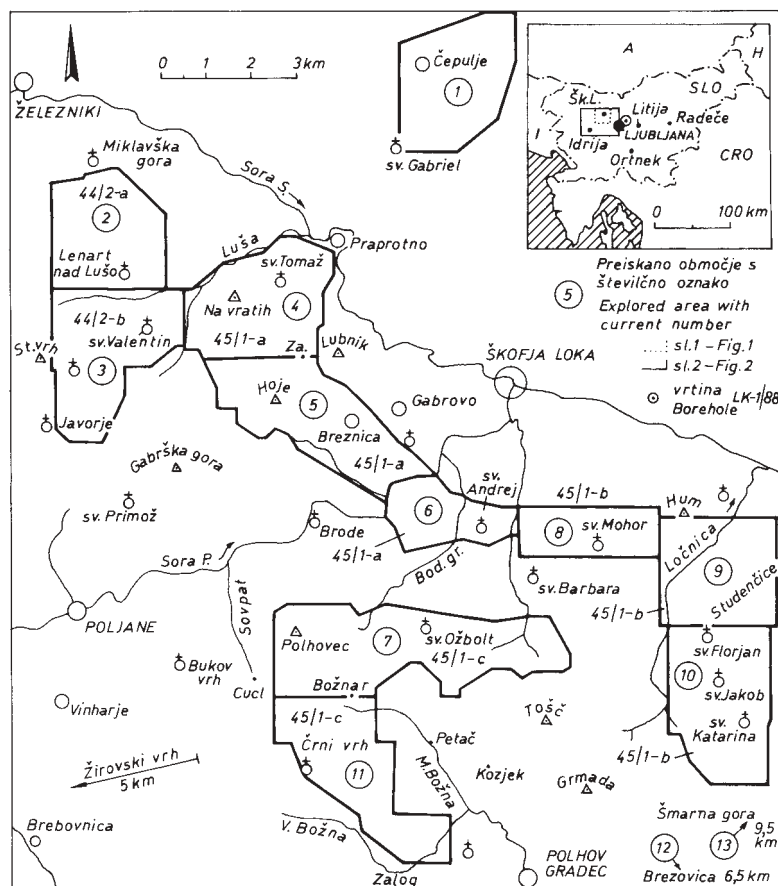 0 1 2 3 km
ŽELEZNIKI
Čepulje
1
sv. Gabriel
Miklavška
gora
Sora S.
44/2-a
2
Lenart
nad Lušo
Luša
Praprotno
sv. Tomaž
Na vratih
4
45/1-a
Za.
Lubnik
44/2-b
sv. Valentin
St. vrh
3
Javorje
ŠKOFJA LOKA
Hoje
5
Gabrovo
Breznica
45/1-a
Gabrška gora
sv. Primož
Brode
6
45/1-a
sv.
Andrej
45/1-b
8
sv. Mohor
Hum
Ločnica
9
Studenčice
45/1-b
Sora P.
Sovpat
Bod. gr.
sv. Barbara
POLJANE
Polhovec
7
sv. Ožbolt
45/1-c
sv. Florjan
10
sv. Jakob
sv.
Katarina
45/1-b
Bukov
vrh
Cucl
Božnar
45/1-c
Vinharje
Tošč
Črni vrh
11
Petač
M. Božna
Kozjek
Grmada
Žirovski vrh
5 km
Brebovnica
V. Božna
Zalog
POLHOV
GRADEC
Šmarna gora
9,5
km
12
13
Brezovica 6,5 km
A
H
SLO
Šk.L.
Litija
Radeče
LJUBLJANA
I
Idrija
Ortnek
CRO
0 100 km
5
Preiskano območje s
številčno oznako
Explored area with
current number
sl.1 - Fig.1
sl.2 - Fig.2
vrtina LK-1/88
Borehole